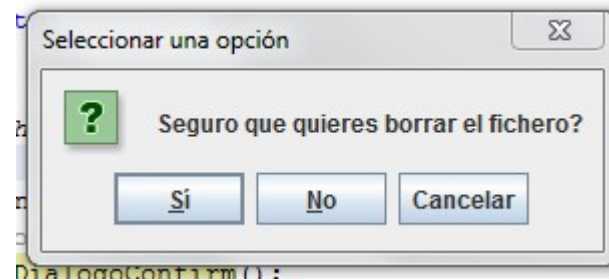 Seleccionar una opción
Seguro que quieres borrar el fichero?
Sí
No
Cancelar
DialogoConfirm();